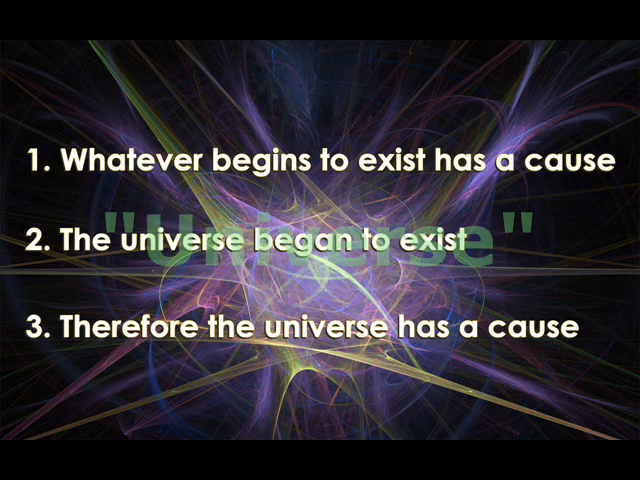 1. Whatever begins to exist has a cause
"Universe"
2. The universe began to exist
3. Therefore the universe has a cause